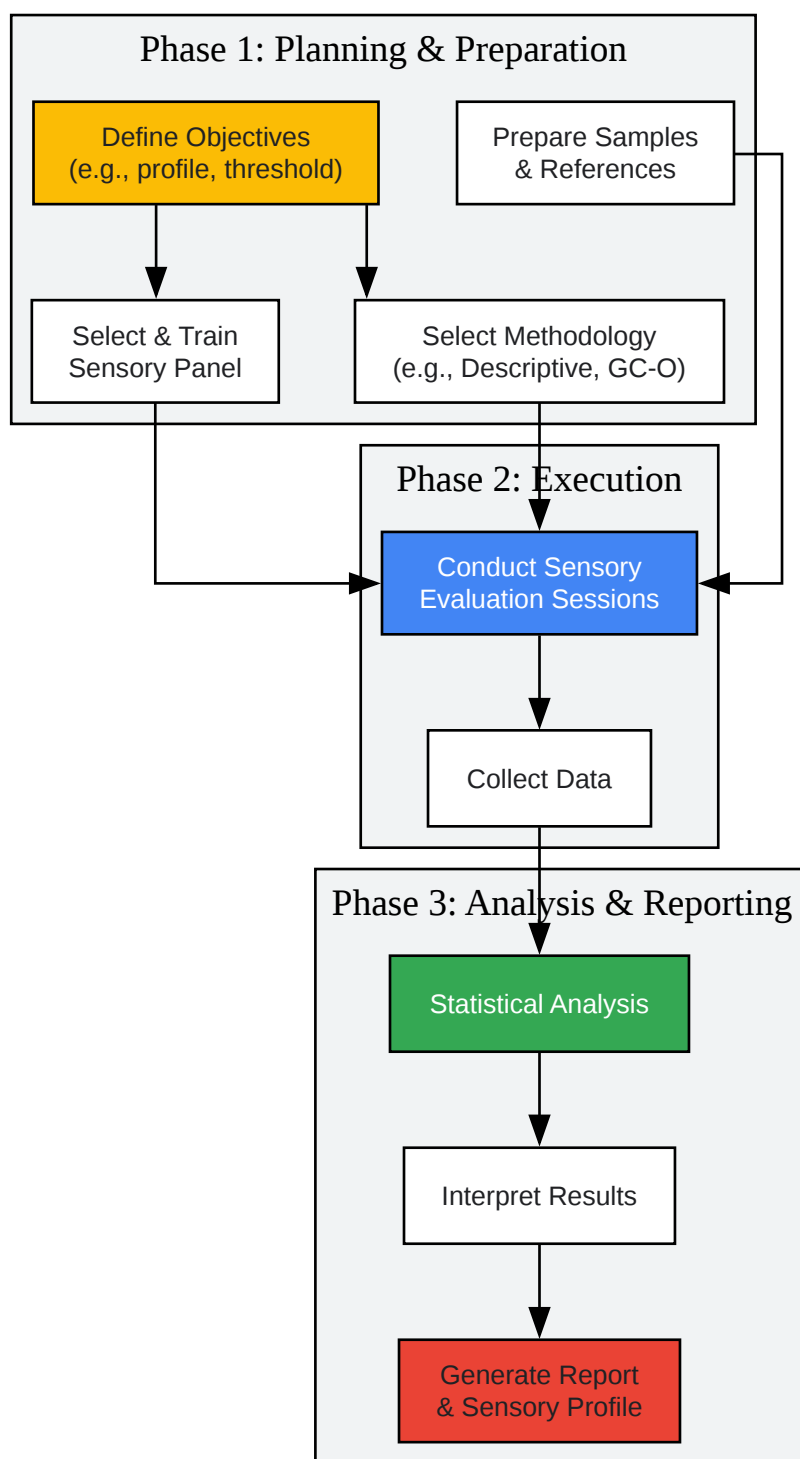 Phase 1: Planning & Preparation
Define Objectives
(e.g., profile, threshold)
Prepare Samples
& References
Select & Train
Sensory Panel
Select Methodology
(e.g., Descriptive, GC-O)
Phase 2: Execution
Conduct Sensory
Evaluation Sessions
Collect Data
Phase 3: Analysis & Reporting
Statistical Analysis
Interpret Results
Generate Report
& Sensory Profile